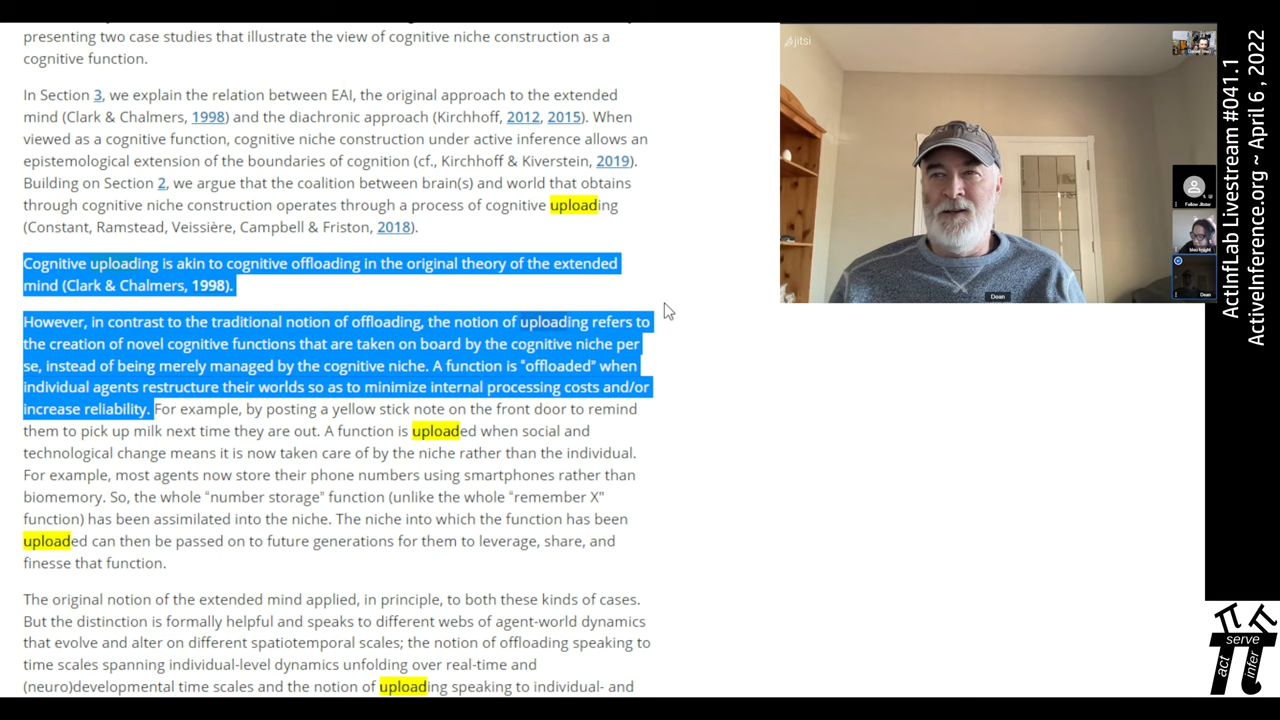 presenting two case studies that illustrate the view of cognitive niche construction as a
cognitive function.
In Section 3, we explain the relation between EAI, the original approach to the extended
mind (Clark & Chalmers, 1998) and the diachronic approach (Kirchhoff, 2012, 2015). When
viewed as a cognitive function, cognitive niche construction under active inference allows an
epistemological extension of the boundaries of cognition (cf., Kirchhoff & Kiverstein, 2019).
Building on Section 2, we argue that the coalition between brain(s) and world that obtains
through cognitive niche construction operates through a process of cognitive uploading
(Constant, Ramstead, Veissière, Campbell & Friston, 2018).
Cognitive uploading is akin to cognitive offloading in the original theory of the extended
mind (Clark & Chalmers, 1998).
However, in contrast to the traditional notion of offloading, the notion of uploading refers to
the creation of novel cognitive functions that are taken on board by the cognitive niche per
se, instead of being merely managed by the cognitive niche. A function is “offloaded” when
individual agents restructure their worlds so as to minimize internal processing costs and/or
increase reliability. For example, by posting a yellow stick note on the front door to remind
them to pick up milk next time they are out. A function is uploaded when social and
technological change means it is now taken care of by the niche rather than the individual.
For example, most agents now store their phone numbers using smartphones rather than
biomemory. So, the whole “number storage” function (unlike the whole “remember X”
function) has been assimilated into the niche. The niche into which the function has been
uploaded can then be passed on to future generations for them to leverage, share, and
finesse that function.
The original notion of the extended mind applied, in principle, to both these kinds of cases.
But the distinction is formally helpful and speaks to different webs of agent-world dynamics
that evolve and alter on different spatiotemporal scales; the notion of offloading speaking to
time scales spanning individual-level dynamics unfolding over real-time and
(neuro)developmental time scales and the notion of uploading speaking to individual- and
jitsi
Dean
Fellow Jitster
Dean
ActInfLab Livestream #041.1
ActiveInference.org ~ April 6 , 2022
serve
act
infer